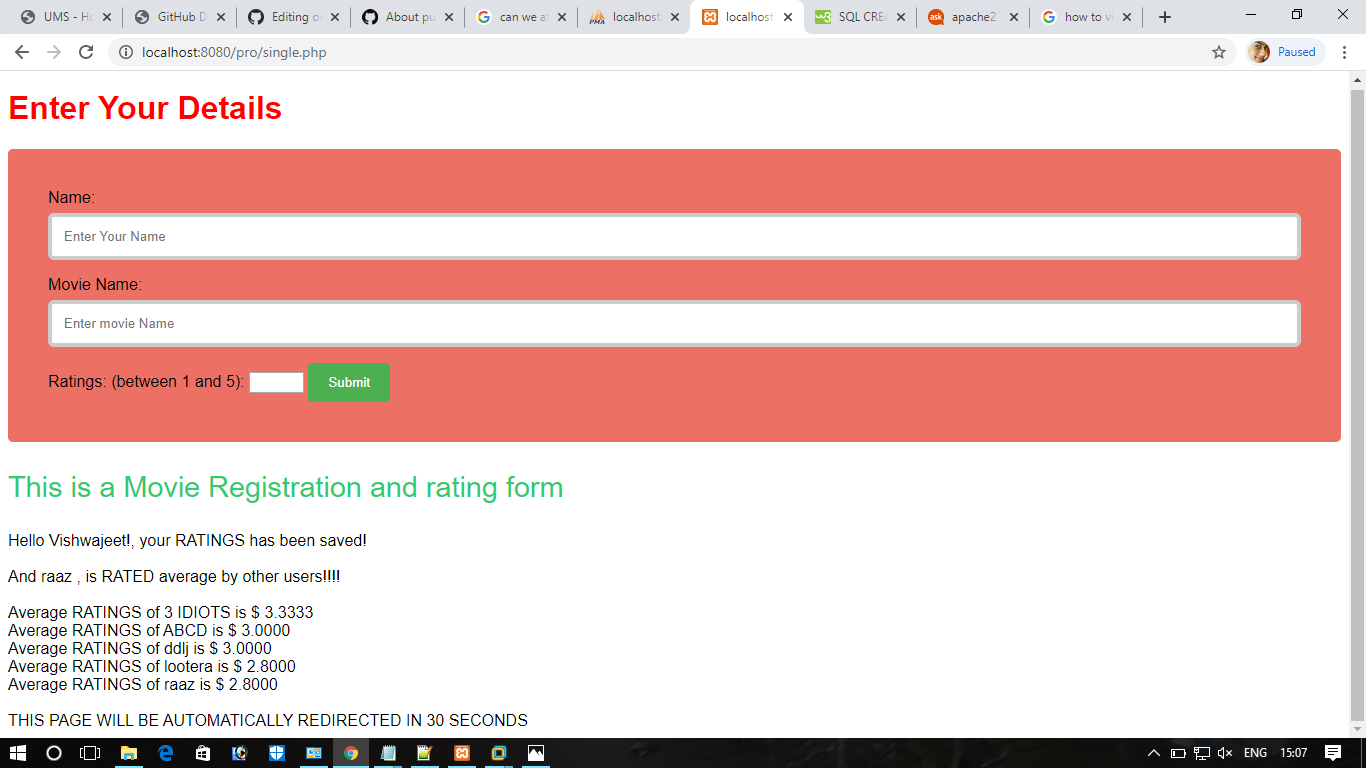 UMS - Ho
GitHub D
Editing o
About pu
can we a
localhost
localhost
SQL CRE
apache2
how to vi
localhost:8080/pro/single.php
Paused
Enter Your Details
Name:
Enter Your Name
Movie Name:
Enter movie Name
Ratings: (between 1 and 5): Submit
This is a Movie Registration and rating form
Hello Vishwajeet!, your RATINGS has been saved!
And raaz , is RATED average by other users!!!!
Average RATINGS of 3 IDIOTS is $ 3.3333
Average RATINGS of ABCD is $ 3.0000
Average RATINGS of ddlj is $ 3.0000
Average RATINGS of lootera is $ 2.8000
Average RATINGS of raaz is $ 2.8000
THIS PAGE WILL BE AUTOMATICALLY REDIRECTED IN 30 SECONDS
ENG 15:07